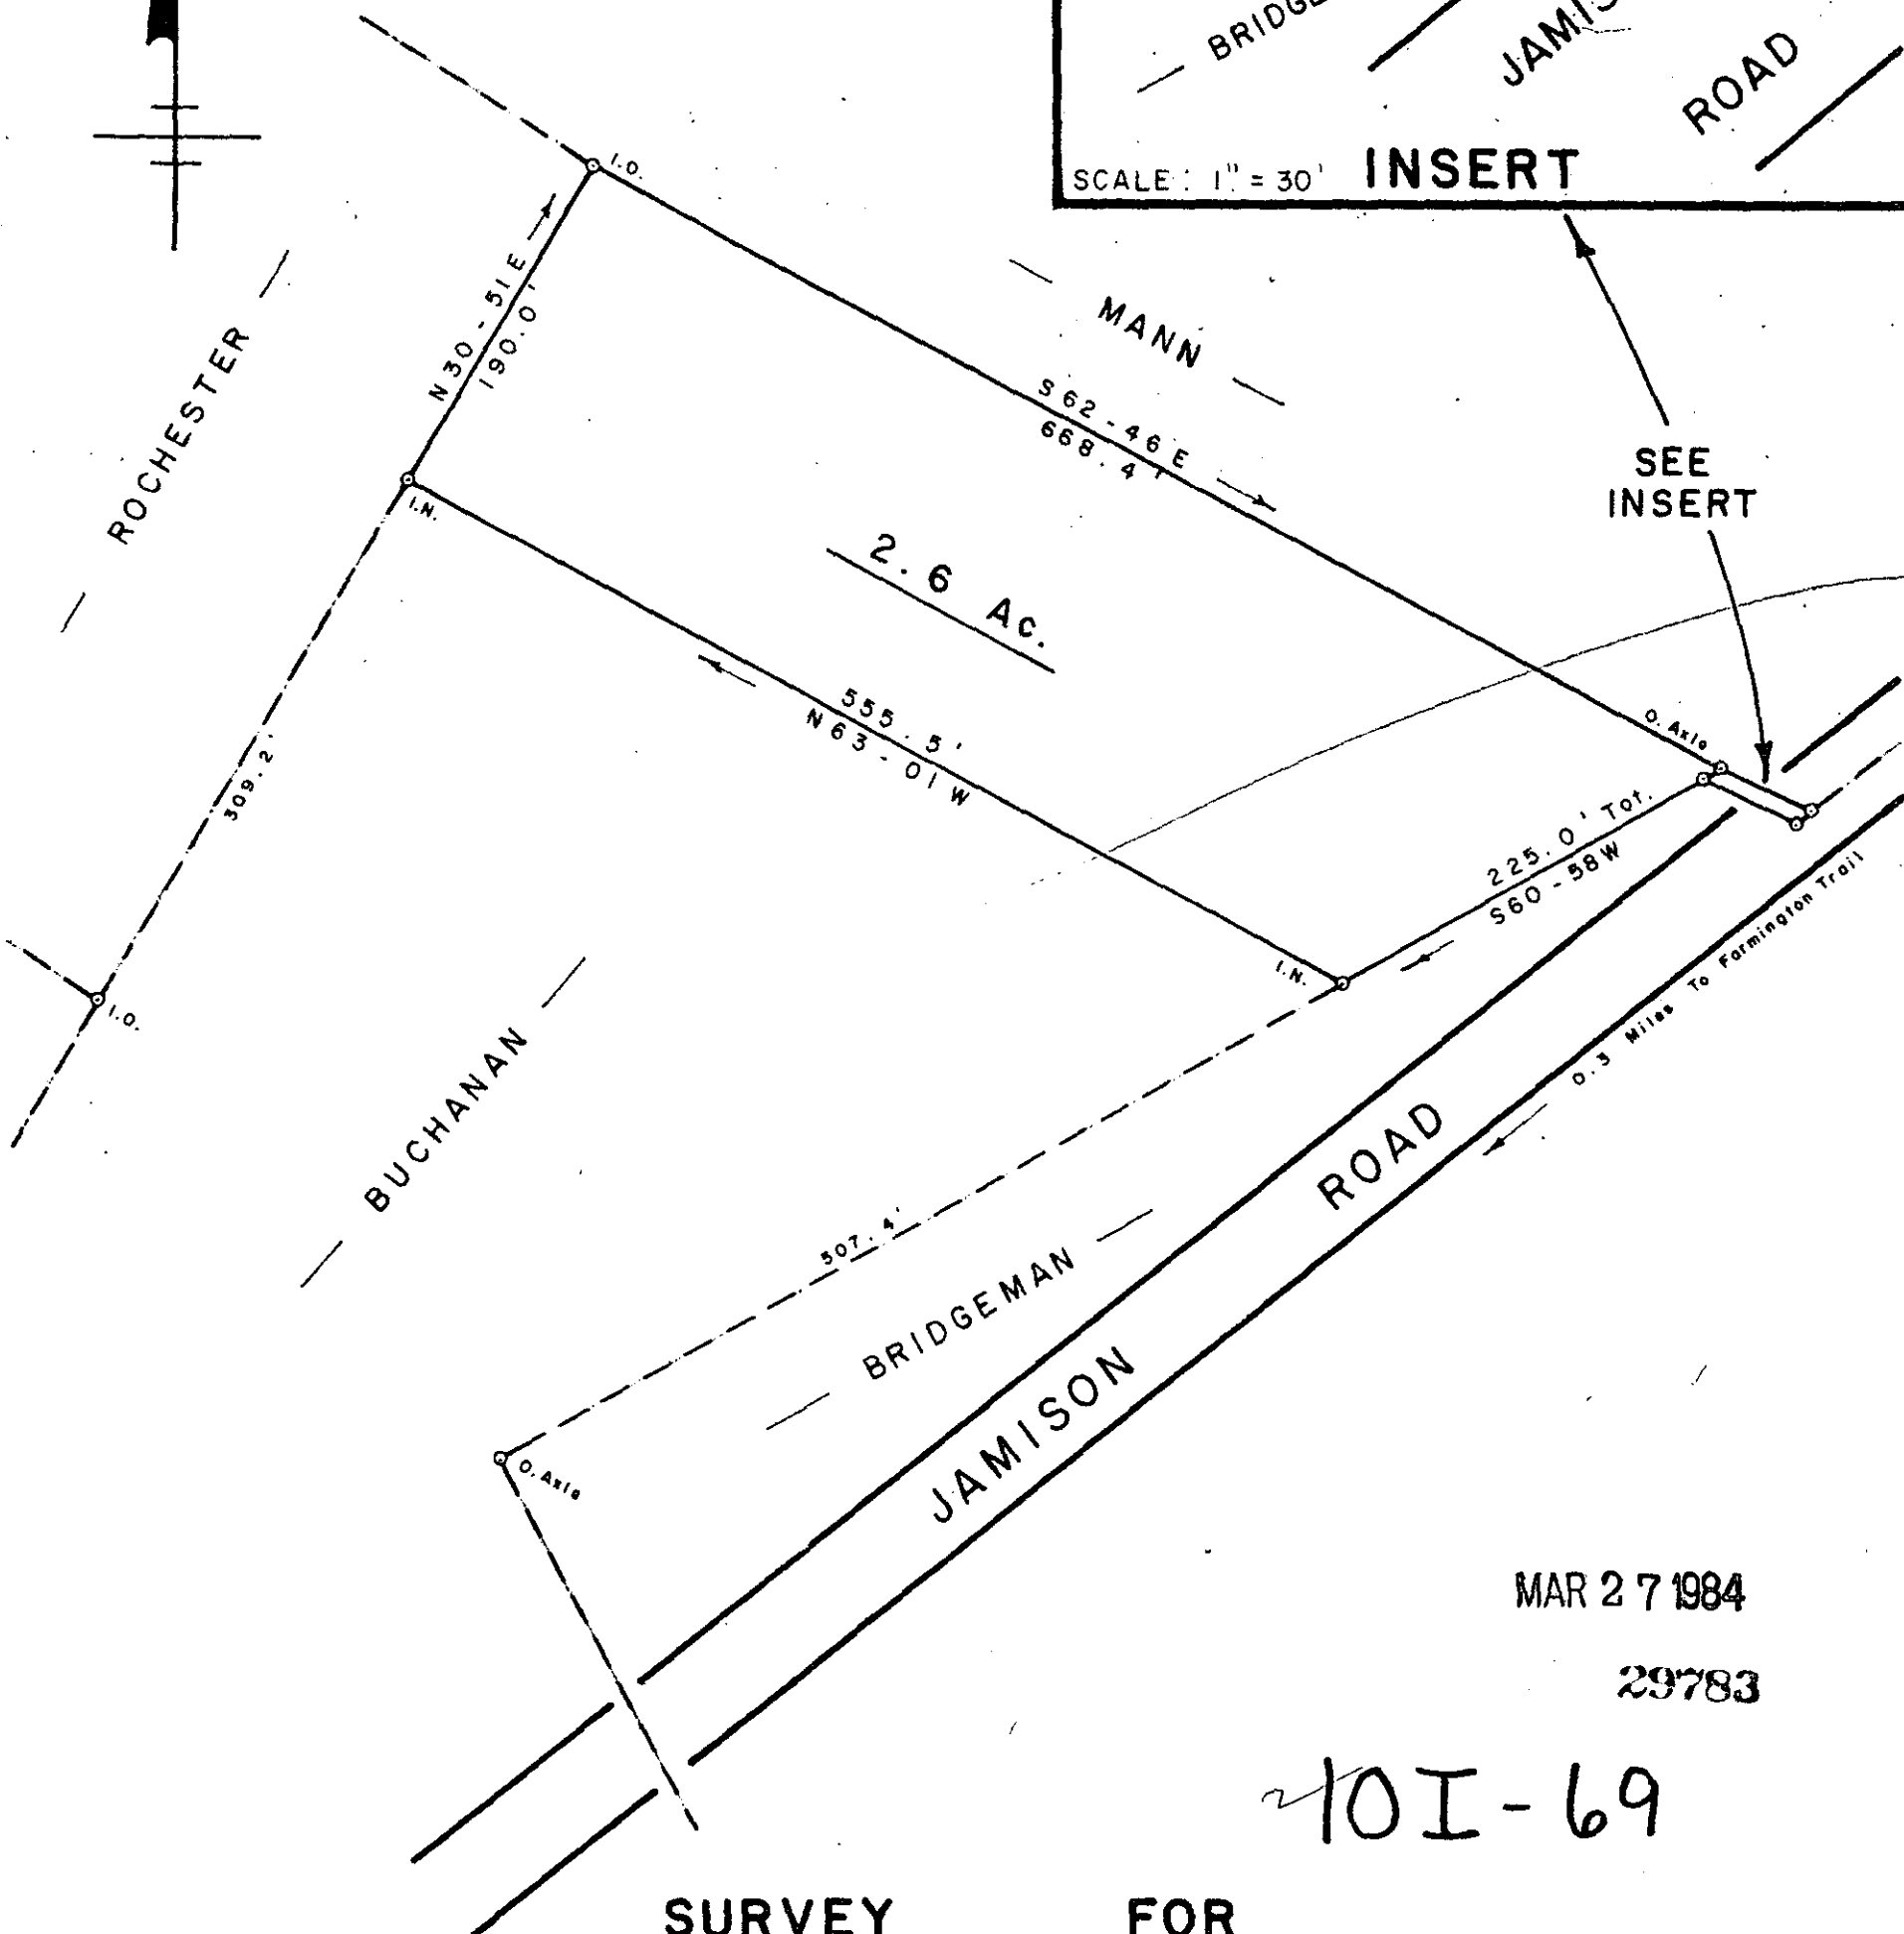 JAMIS
ROAD
SCALE: 1" = 30'
INSERT
I.O.
N 30 - 51 E
190.0'
ROCHESTER
MANN
S 62 - 46 E
668.4'
SEE
INSERT
I.N.
2.6 Ac.
555.5'
N 63 - 01 W
O. Axle
309.2'
225.0' Tot.
S 60 - 58 W
I.N.
0.3 Miles To Farmington Trail
I.O.
BUCHANAN
ROAD
507.4'
BRIDGEMAN
JAMISON
O. Axle
MAR 27 1984
29783
10I-69
SURVEY FOR